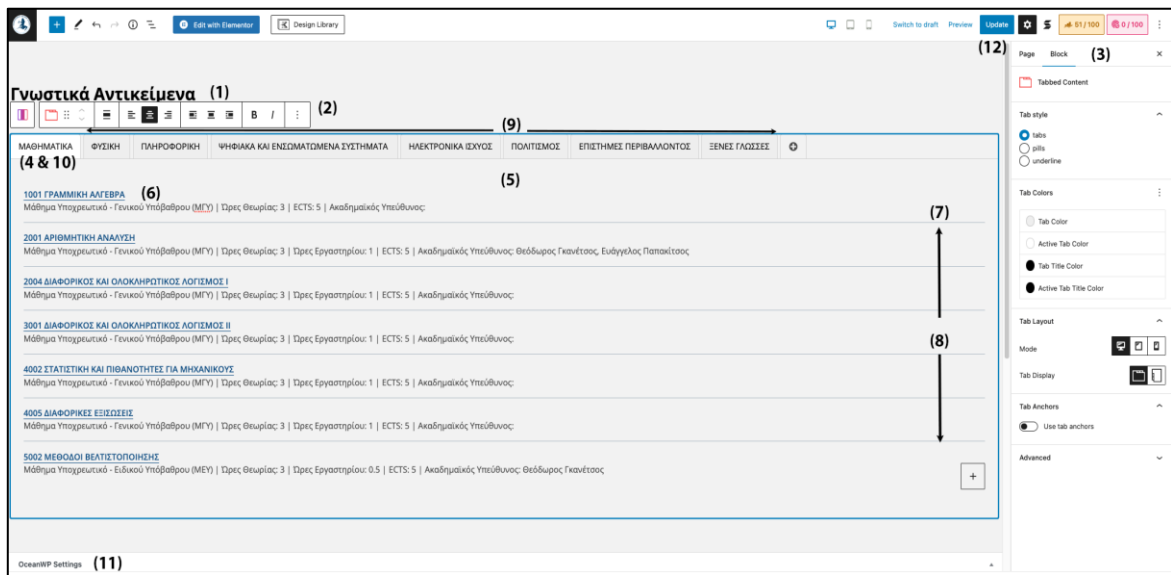 Edit with Elementor
Design Library
Switch to draft
Preview
Update
61 / 100
0 / 100
(12)
Page
Block
(3)
Γνωστικά Αντικείμενα (1)
B I
(2)
(9)
ΜΑΘΗΜΑΤΙΚΑ
ΦΥΣΙΚΗ
ΠΛΗΡΟΦΟΡΙΚΗ
ΨΗΦΙΑΚΑ ΚΑΙ ΕΝΣΩΜΑΤΩΜΕΝΑ ΣΥΣΤΗΜΑΤΑ
ΗΛΕΚΤΡΟΝΙΚΑ ΙΣΧΥΟΣ
ΠΟΛΙΤΙΣΜΟΣ
ΕΠΙΣΤΗΜΕΣ ΠΕΡΙΒΑΛΛΟΝΤΟΣ
ΞΕΝΕΣ ΓΛΩΣΣΕΣ
(4 & 10)
(5)
1001 ΓΡΑΜΜΙΚΗ ΑΛΓΕΒΡΑ (6)
Μάθημα Υποχρεωτικό - Γενικού Υπόβαθρου (ΜΓΥ) | Ώρες Θεωρίας: 3 | ECTS: 5 | Ακαδημαϊκός Υπεύθυνος:
(7)
2001 ΑΡΙΘΜΗΤΙΚΗ ΑΝΑΛΥΣΗ
Μάθημα Υποχρεωτικό - Γενικού Υπόβαθρου (ΜΓΥ) | Ώρες Θεωρίας: 3 | Ώρες Εργαστηρίου: 1 | ECTS: 5 | Ακαδημαϊκός Υπεύθυνος: Θεόδωρος Γκανέτσος, Ευάγγελος Παπακίτσος
2004 ΔΙΑΦΟΡΙΚΟΣ ΚΑΙ ΟΛΟΚΛΗΡΩΤΙΚΟΣ ΛΟΓΙΣΜΟΣ Ι
Μάθημα Υποχρεωτικό - Γενικού Υπόβαθρου (ΜΓΥ) | Ώρες Θεωρίας: 3 | Ώρες Εργαστηρίου: 1 | ECTS: 5 | Ακαδημαϊκός Υπεύθυνος:
3001 ΔΙΑΦΟΡΙΚΟΣ ΚΑΙ ΟΛΟΚΛΗΡΩΤΙΚΟΣ ΛΟΓΙΣΜΟΣ ΙΙ
Μάθημα Υποχρεωτικό - Γενικού Υπόβαθρου (ΜΓΥ) | Ώρες Θεωρίας: 3 | Ώρες Εργαστηρίου: 1 | ECTS: 5 | Ακαδημαϊκός Υπεύθυνος:
(8)
4002 ΣΤΑΤΙΣΤΙΚΗ ΚΑΙ ΠΙΘΑΝΟΤΗΤΕΣ ΓΙΑ ΜΗΧΑΝΙΚΟΥΣ
Μάθημα Υποχρεωτικό - Γενικού Υπόβαθρου (ΜΓΥ) | Ώρες Θεωρίας: 3 | Ώρες Εργαστηρίου: 1 | ECTS: 5 | Ακαδημαϊκός Υπεύθυνος:
4005 ΔΙΑΦΟΡΙΚΕΣ ΕΞΙΣΩΣΕΙΣ
Μάθημα Υποχρεωτικό - Γενικού Υπόβαθρου (ΜΓΥ) | Ώρες Θεωρίας: 3 | Ώρες Εργαστηρίου: 1 | ECTS: 5 | Ακαδημαϊκός Υπεύθυνος:
5002 ΜΕΘΟΔΟΙ ΒΕΛΤΙΣΤΟΠΟΙΗΣΗΣ
Μάθημα Υποχρεωτικό - Ειδικού Υπόβαθρου (ΜΕΥ) | Ώρες Θεωρίας: 3 | Ώρες Εργαστηρίου: 0.5 | ECTS: 5 | Ακαδημαϊκός Υπεύθυνος: Θεόδωρος Γκανέτσος
OceanWP Settings (11)
Tabbed Content
Tab style
tabs
pills
underline
Tab Colors
Tab Color
Active Tab Color
Tab Title Color
Active Tab Title Color
Tab Layout
Mode
Tab Display
Tab Anchors
Use tab anchors
Advanced